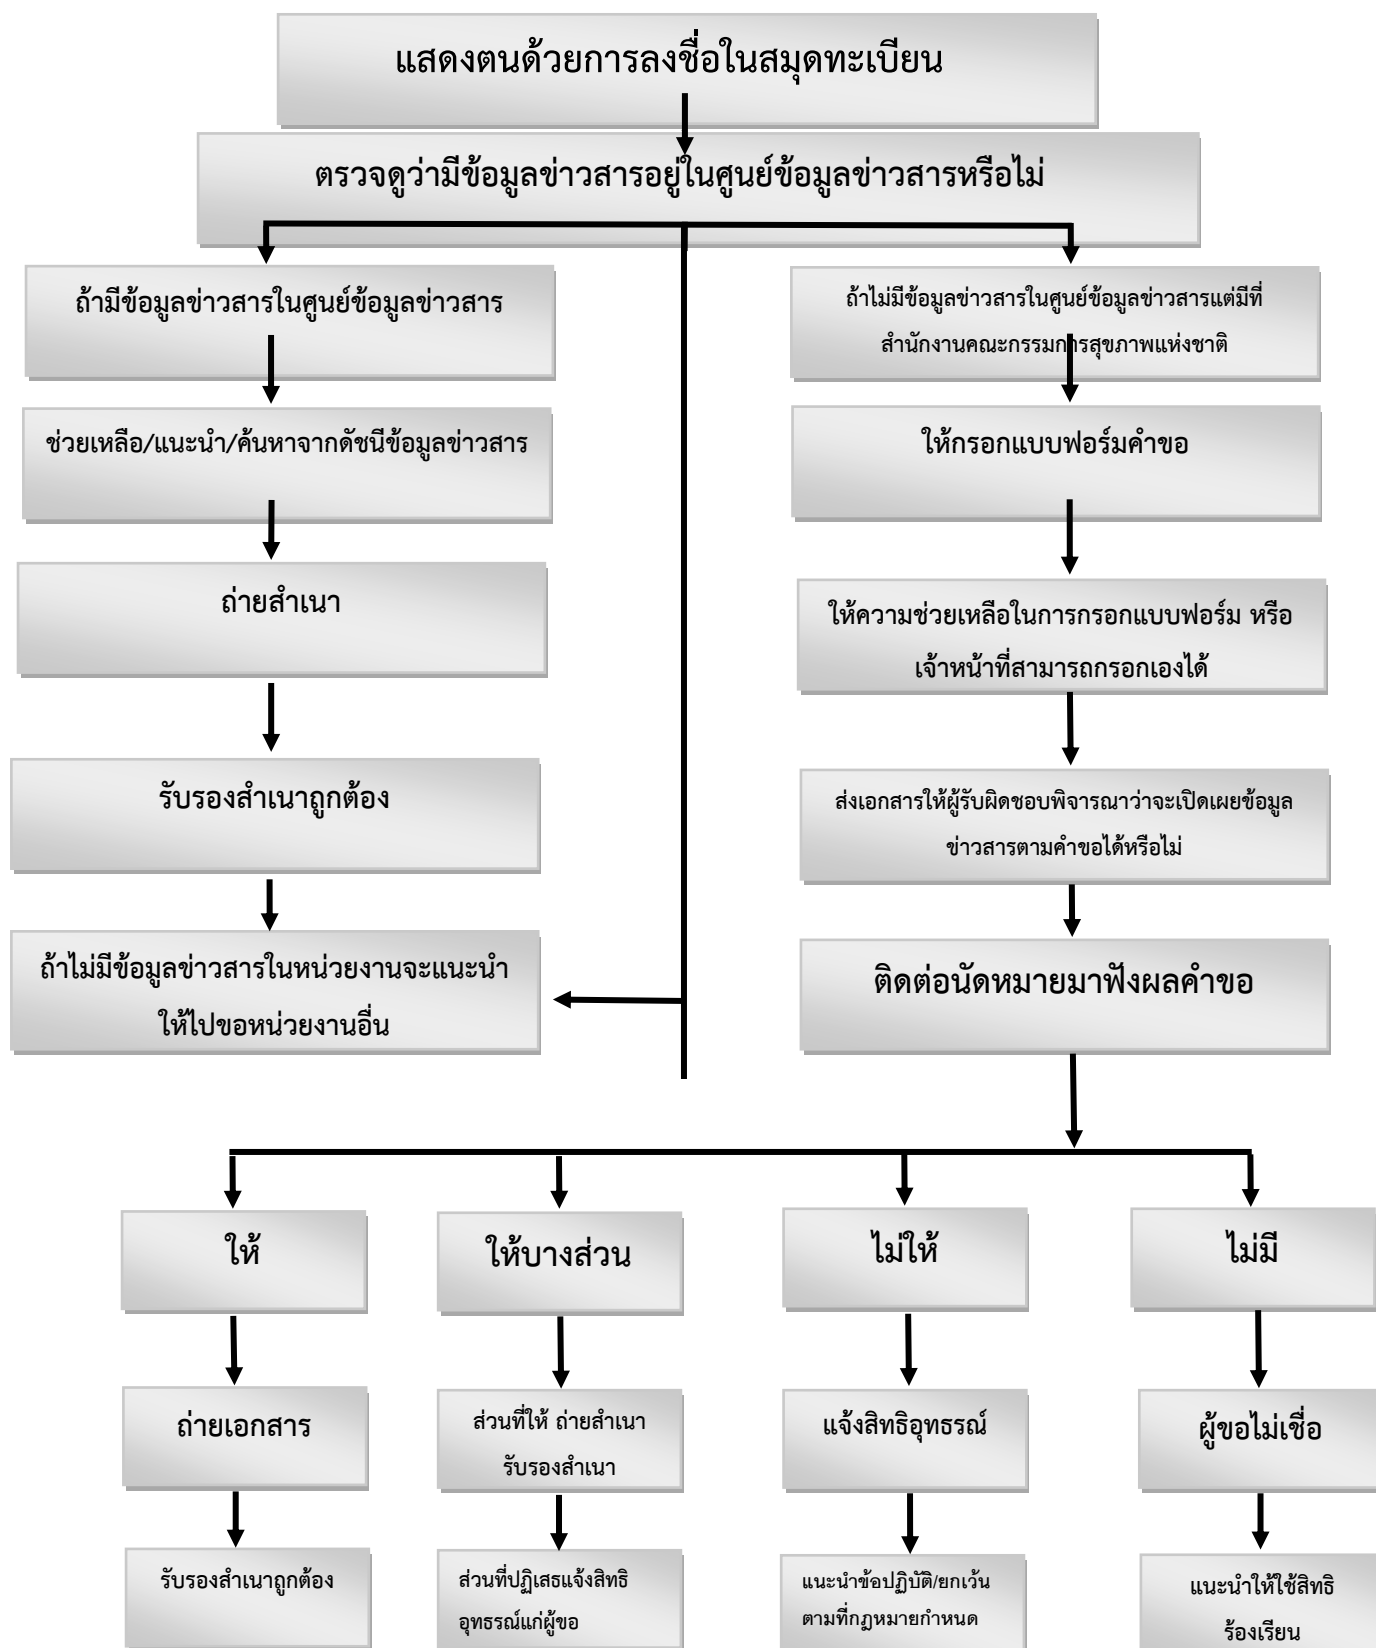 แสดงตนด้วยการลงชื่อในสมุดทะเบียน
ตรวจดูว่ามีข้อมูลข่าวสารอยู่ในศูนย์ข้อมูลข่าวสารหรือไม่
ถ้ามีข้อมูลข่าวสารในศูนย์ข้อมูลข่าวสาร
ช่วยเหลือ/แนะนำ/ค้นหาจากดัชนีข้อมูลข่าวสาร
ถ่ายสำเนา
รับรองสำเนาถูกต้อง
ถ้าไม่มีข้อมูลข่าวสารในหน่วยงานจะแนะนำ
ให้ไปขอหน่วยงานอื่น
ถ้าไม่มีข้อมูลข่าวสารในศูนย์ข้อมูลข่าวสารแต่มีที่
สำนักงานคณะกรรมการสุขภาพแห่งชาติ
ให้กรอกแบบฟอร์มคำขอ
ให้ความช่วยเหลือในการกรอกแบบฟอร์ม หรือ
เจ้าหน้าที่สามารถกรอกเองได้
ส่งเอกสารให้ผู้รับผิดชอบพิจารณาว่าจะเปิดเผยข้อมูล
ข่าวสารตามคำขอได้หรือไม่
ติดต่อนัดหมายมาฟังผลคำขอ
ให้
ถ่ายเอกสาร
รับรองสำเนาถูกต้อง
ให้บางส่วน
ส่วนที่ให้ ถ่ายสำเนา
รับรองสำเนา
ส่วนที่ปฏิเสธแจ้งสิทธิ
อุทธรณ์แก่ผู้ขอ
ไม่ให้
แจ้งสิทธิอุทธรณ์
แนะนำข้อปฏิบัติ/ยกเว้น
ตามที่กฎหมายกำหนด
ไม่มี
ผู้ขอไม่เชื่อ
แนะนำให้ใช้สิทธิ
ร้องเรียน